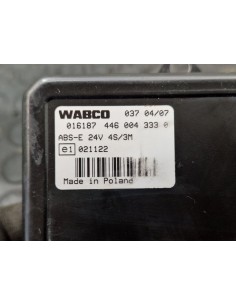 WABCO 037 04/07
016187 446 004 333 0
ABS-E 24V 4S/3M
e1 021122
Made in Poland